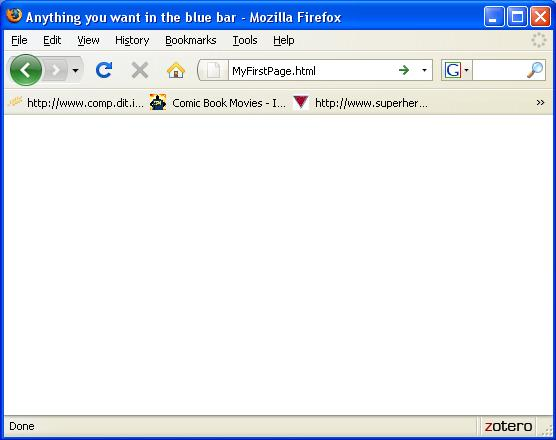 Anything you want in the blue bar - Mozilla Firefox
File Edit View History Bookmarks Tools Help
MyFirstPage.html G
http://www.comp.dit.i... Comic Book Movies - I... http://www.superher... »
Done zotero